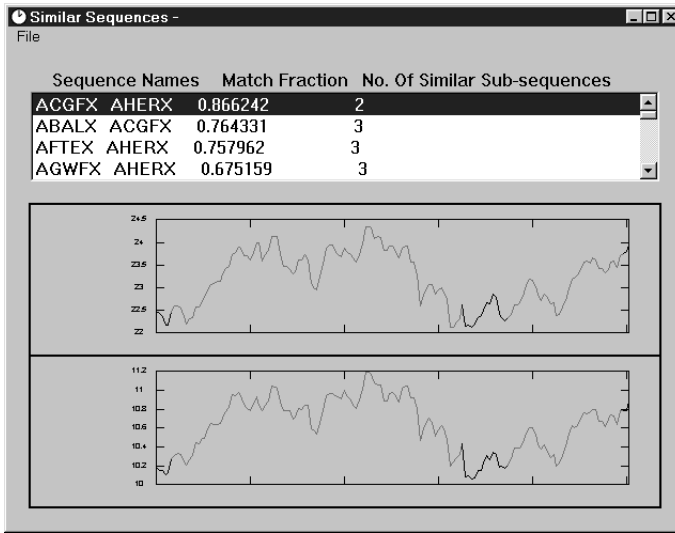 Similar Sequences -
File
Sequence Names Match Fraction No. Of Similar Sub-sequences
ACGFX AHERX 0.866242 2
ABALX ACGFX 0.764331 3
AFTEX AHERX 0.757962 3
AGWFX AHERX 0.675159 3
24.5
24
23.5
23
22.5
22
11.2
11
10.8
10.6
10.4
10.2
10